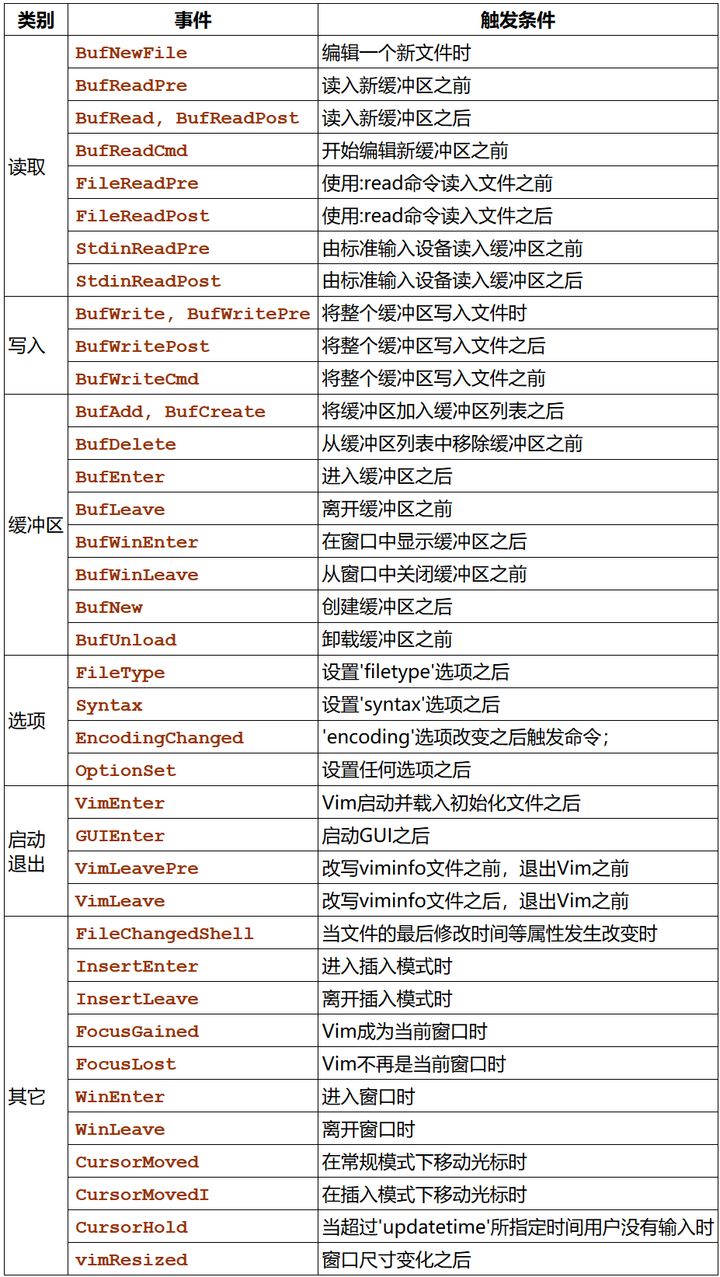 类别 事件 触发条件
读取
BufNewFile 编辑一个新文件时
BufReadPre 读入新缓冲区之前
BufRead, BufReadPost 读入新缓冲区之后
BufReadCmd 开始编辑新缓冲区之前
FileReadPre 使用:read命令读入文件之前
FileReadPost 使用:read命令读入文件之后
StdinReadPre 由标准输入设备读入缓冲区之前
StdinReadPost 由标准输入设备读入缓冲区之后
写入
BufWrite, BufWritePre 将整个缓冲区写入文件时
BufWritePost 将整个缓冲区写入文件之后
BufWriteCmd 将整个缓冲区写入文件之前
缓冲区
BufAdd, BufCreate 将缓冲区加入缓冲区列表之后
BufDelete 从缓冲区列表中移除缓冲区之前
BufEnter 进入缓冲区之后
BufLeave 离开缓冲区之前
BufWinEnter 在窗口中显示缓冲区之后
BufWinLeave 从窗口中关闭缓冲区之前
BufNew 创建缓冲区之后
BufUnload 卸载缓冲区之前
选项
FileType 设置'filetype'选项之后
Syntax 设置'syntax'选项之后
EncodingChanged 'encoding'选项改变之后触发命令；
OptionSet 设置任何选项之后
启动
退出
VimEnter Vim启动并载入初始化文件之后
GUIEnter 启动GUI之后
VimLeavePre 改写viminfo文件之前，退出Vim之前
VimLeave 改写viminfo文件之后，退出Vim之前
其它
FileChangedShell 当文件的最后修改时间等属性发生改变时
InsertEnter 进入插入模式时
InsertLeave 离开插入模式时
FocusGained Vim成为当前窗口时
FocusLost Vim不再是当前窗口时
WinEnter 进入窗口时
WinLeave 离开窗口时
CursorMoved 在常规模式下移动光标时
CursorMovedI 在插入模式下移动光标时
CursorHold 当超过'updatetime'所指定时间用户没有输入时
vimResized 窗口尺寸变化之后